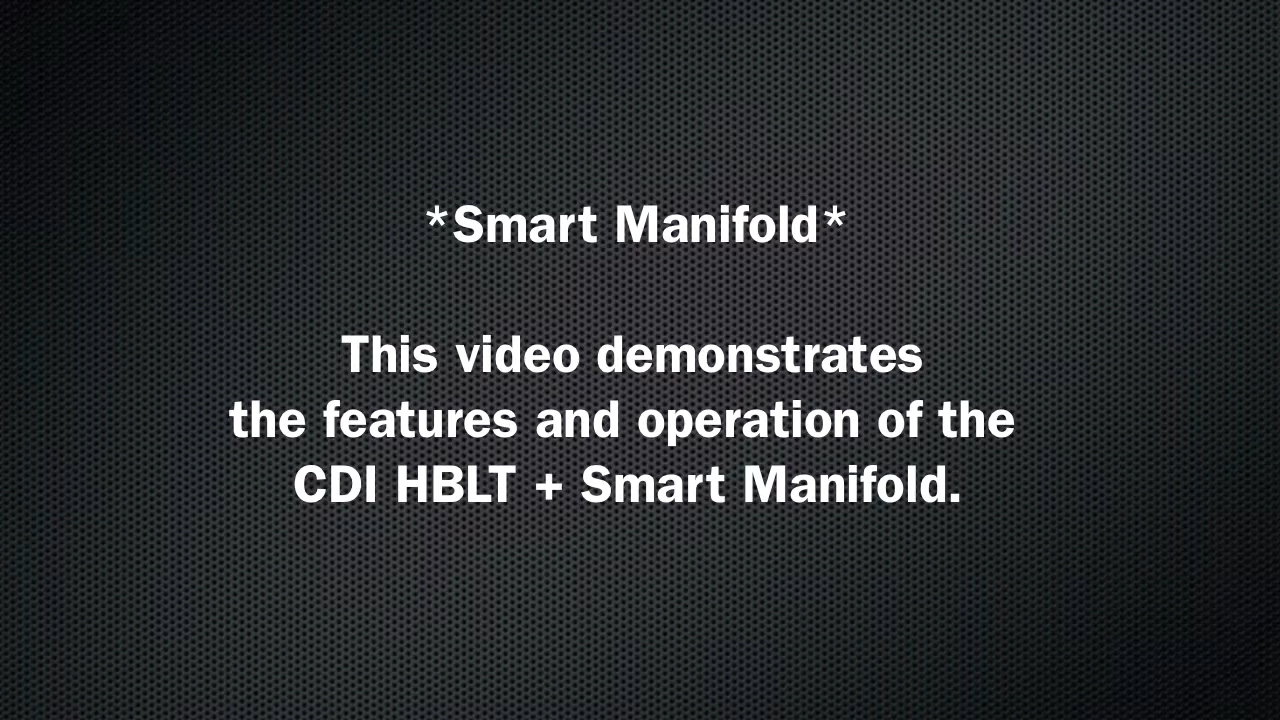 *Smart Manifold*
This video demonstrates
the features and operation of the
CDI HBLT + Smart Manifold.